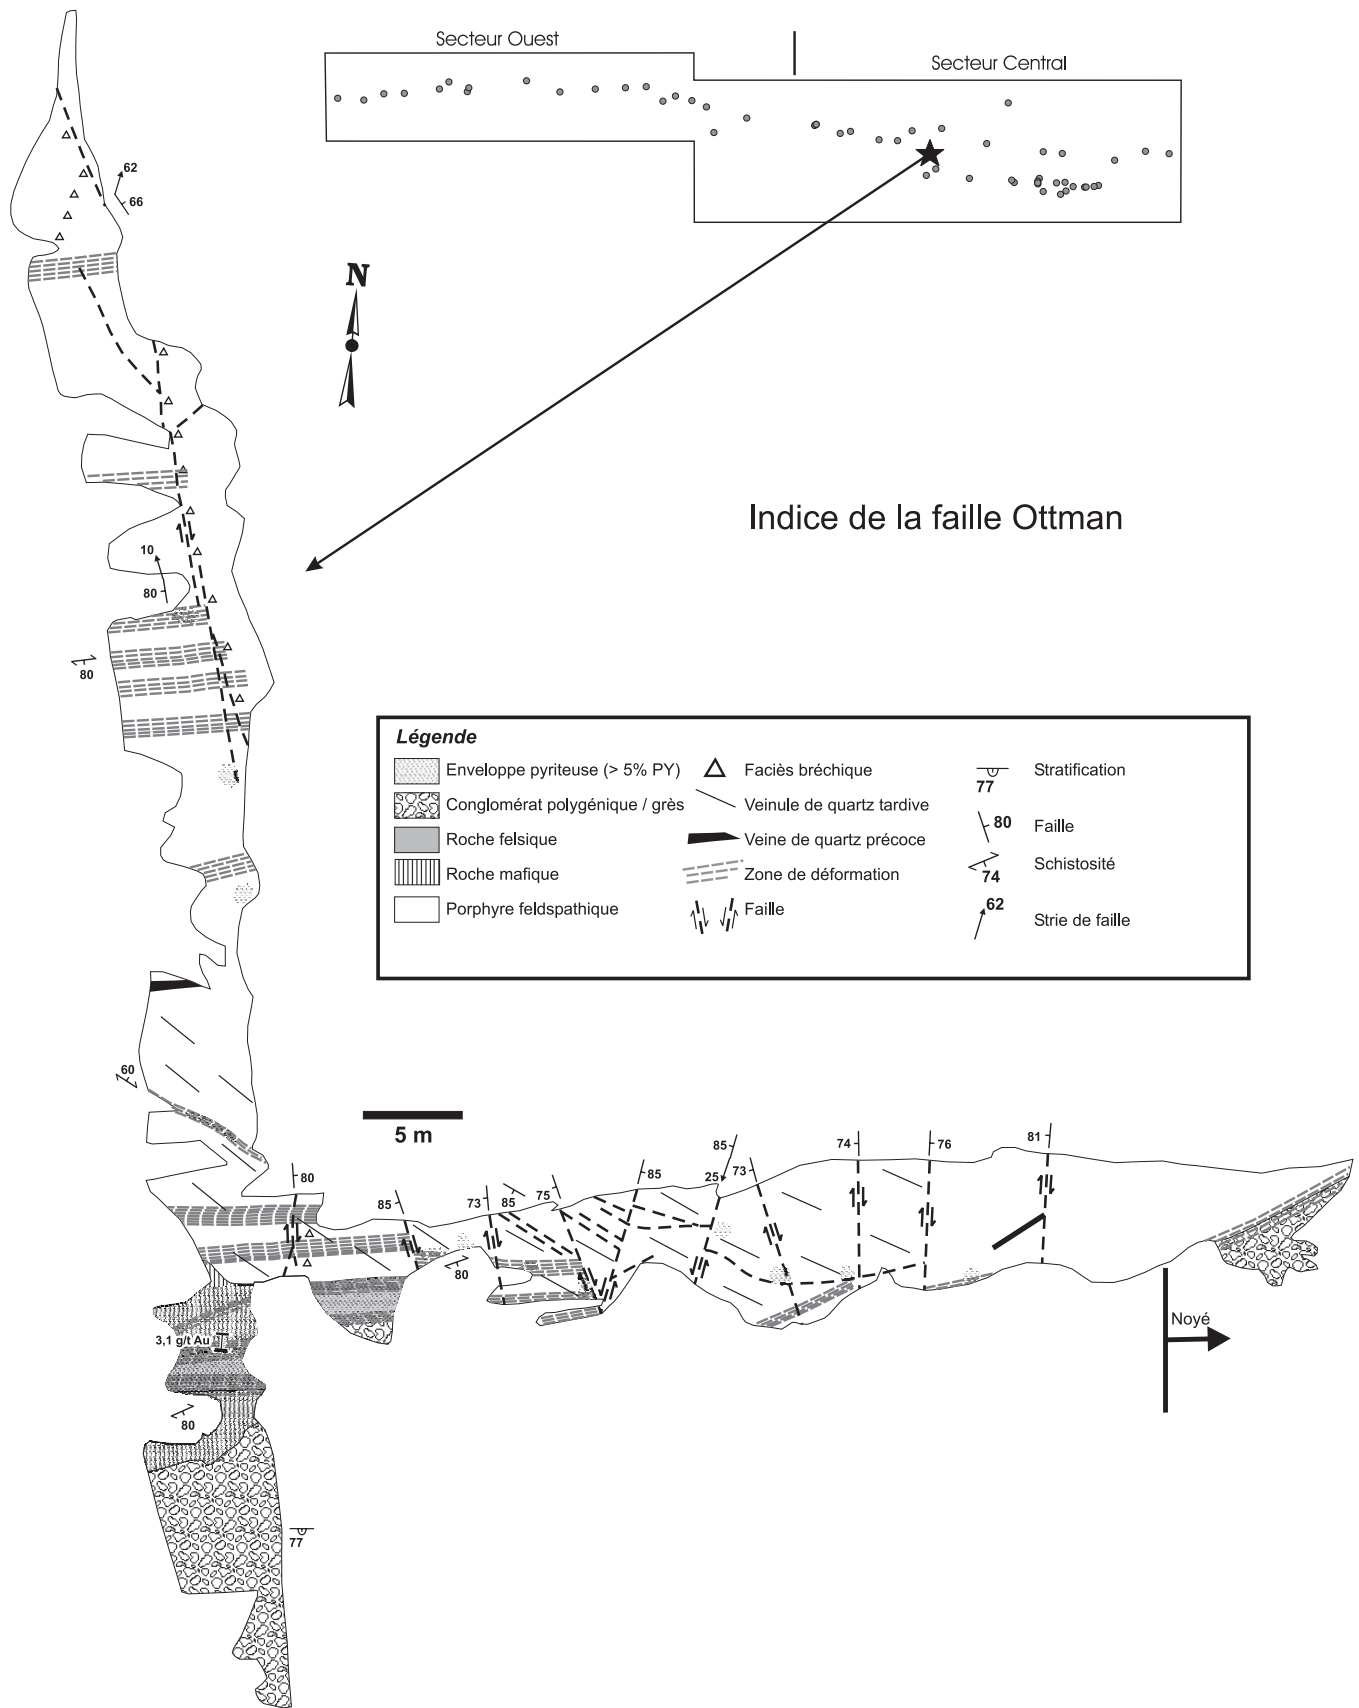 Secteur Ouest
Secteur Central
62
66
N
Indice de la faille Ottman
10
80
80
Légende
Enveloppe pyriteuse (> 5% PY)
Conglomérat polygénique / grès
Roche felsique
Roche mafique
Porphyre feldspathique
Faciès bréchique
Veinule de quartz tardive
Veine de quartz précoce
Zone de déformation
Faille
77
Stratification
80
Faille
74
Schistosité
62
Strie de faille
60
5 m
80
85
73
85
75
85
85
25
73
74
76
81
80
Noyé
3,1 g/t Au
80
77